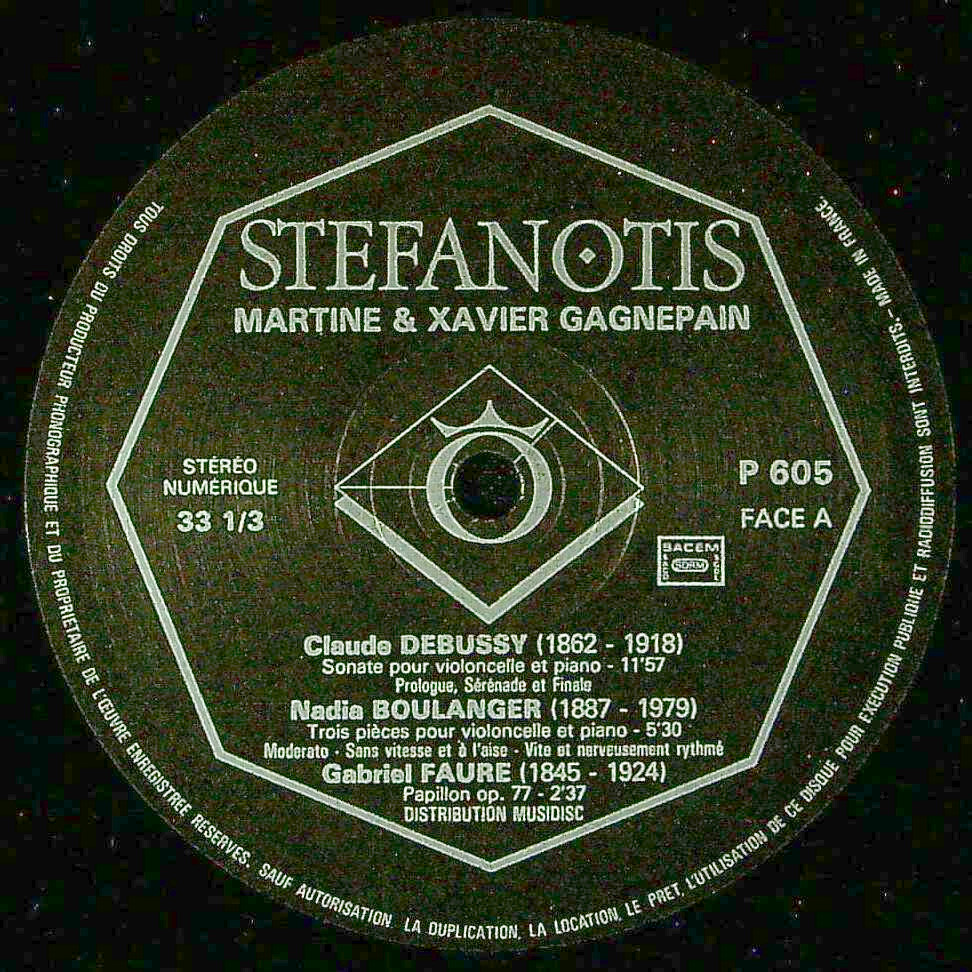 STEFANOTIS
MARTINE & XAVIER GAGNEPAIN
STÉRÉO
NUMÉRIQUE
33 1/3
P 605
FACE A
SACEM
SACD
SDRM
SGDL
Claude DEBUSSY (1862 - 1918)
Sonate pour violoncelle et piano - 11'57
Prologue, Sérénade et Finale
Nadia BOULANGER (1887 - 1979)
Trois pièces pour violoncelle et piano - 5'30
Moderato - Sans vitesse et à l'aise - Vite et nerveusement rythmé
Gabriel FAURE (1845 - 1924)
Papillon op. 77 - 2'37
DISTRIBUTION MUSIDISC
TOUS DROITS DU PRODUCTEUR PHONOGRAPHIQUE ET DU PROPRIETAIRE DE L'ŒUVRE ENREGISTREE RESERVES. SAUF AUTORISATION LA DUPLICATION, LA LOCATION, LE PRET, L'UTILISATION DE CE DISQUE POUR EXECUTION PUBLIQUE ET RADIODIFFUSION SONT INTERDITS. - MADE IN FRANCE